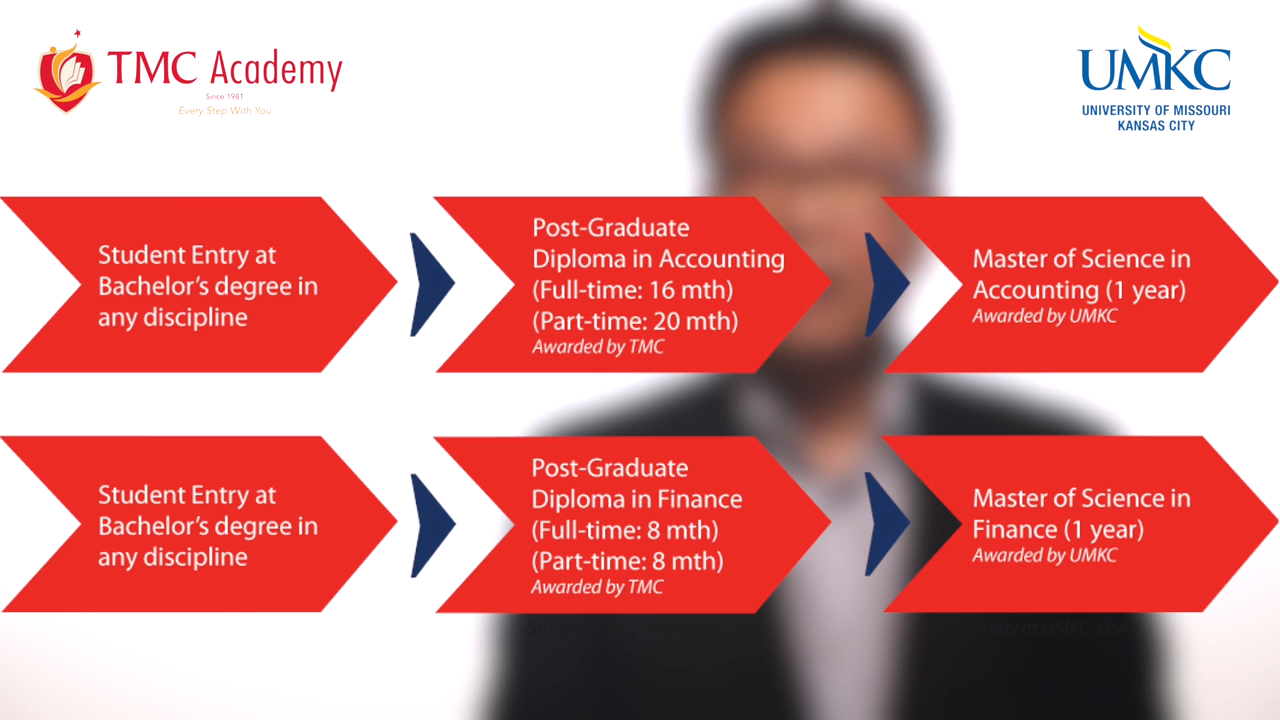 TMC Academy
Since 1981
Every Step With You
UMKC
UNIVERSITY OF MISSOURI
KANSAS CITY
Student Entry at
Bachelor's degree in
any discipline
Post-Graduate
Diploma in Accounting
(Full-time: 16 mth)
(Part-time: 20 mth)
Awarded by TMC
Master of Science in
Accounting (1 year)
Awarded by UMKC
Student Entry at
Bachelor's degree in
any discipline
Post-Graduate
Diploma in Finance
(Full-time: 8 mth)
(Part-time: 8 mth)
Awarded by TMC
Master of Science in
Finance (1 year)
Awarded by UMKC
at UMKC, USA